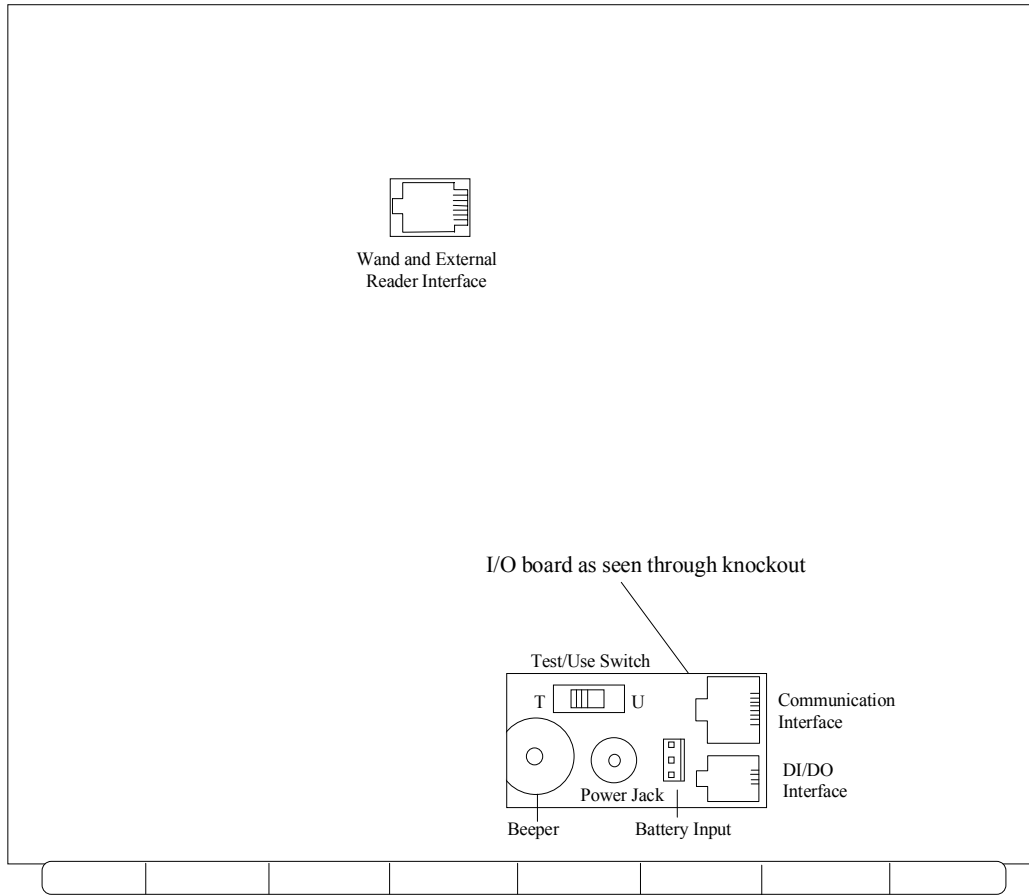 Wand and External
Reader Interface
I/O board as seen through knockout
Test/Use Switch
T
U
Communication
Interface
DI/DO
Interface
Power Jack
Beeper
Battery Input